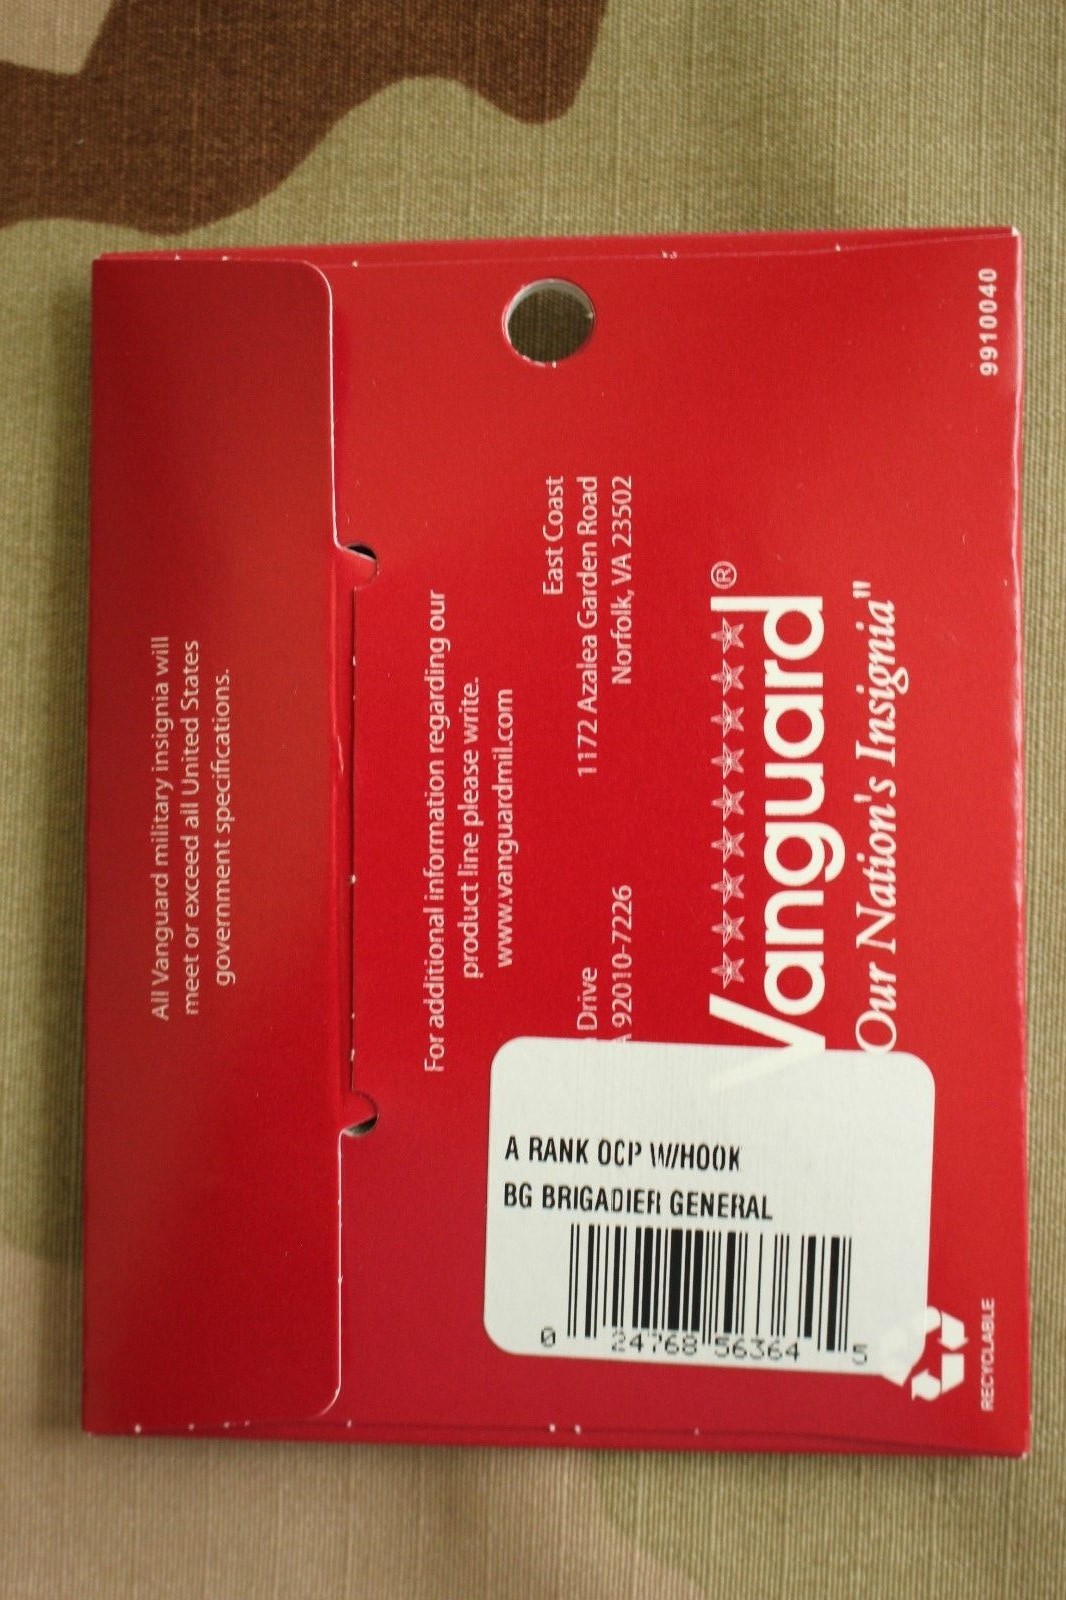 All Vanguard military insignia will
meet or exceed all United States
government specifications.
For additional information regarding our
product line please write.
www.vanguardmil.com
East Coast
1172 Azalea Garden Road
Norfolk, VA 23502
Drive
92010-7226
Vanguard®
Our Nation's Insignia"
9910040
A RANK OCP W/HOOK
BG BRIGADIER GENERAL
0 24768 56364 5
RECYCLABLE